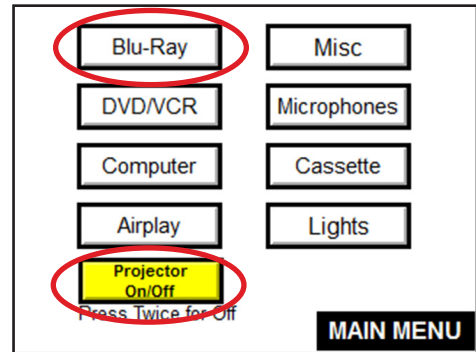 Blu-Ray
Misc
DVD/VCR
Microphones
Computer
Cassette
Airplay
Lights
Projector
On/Off
Press Twice for Off
MAIN MENU